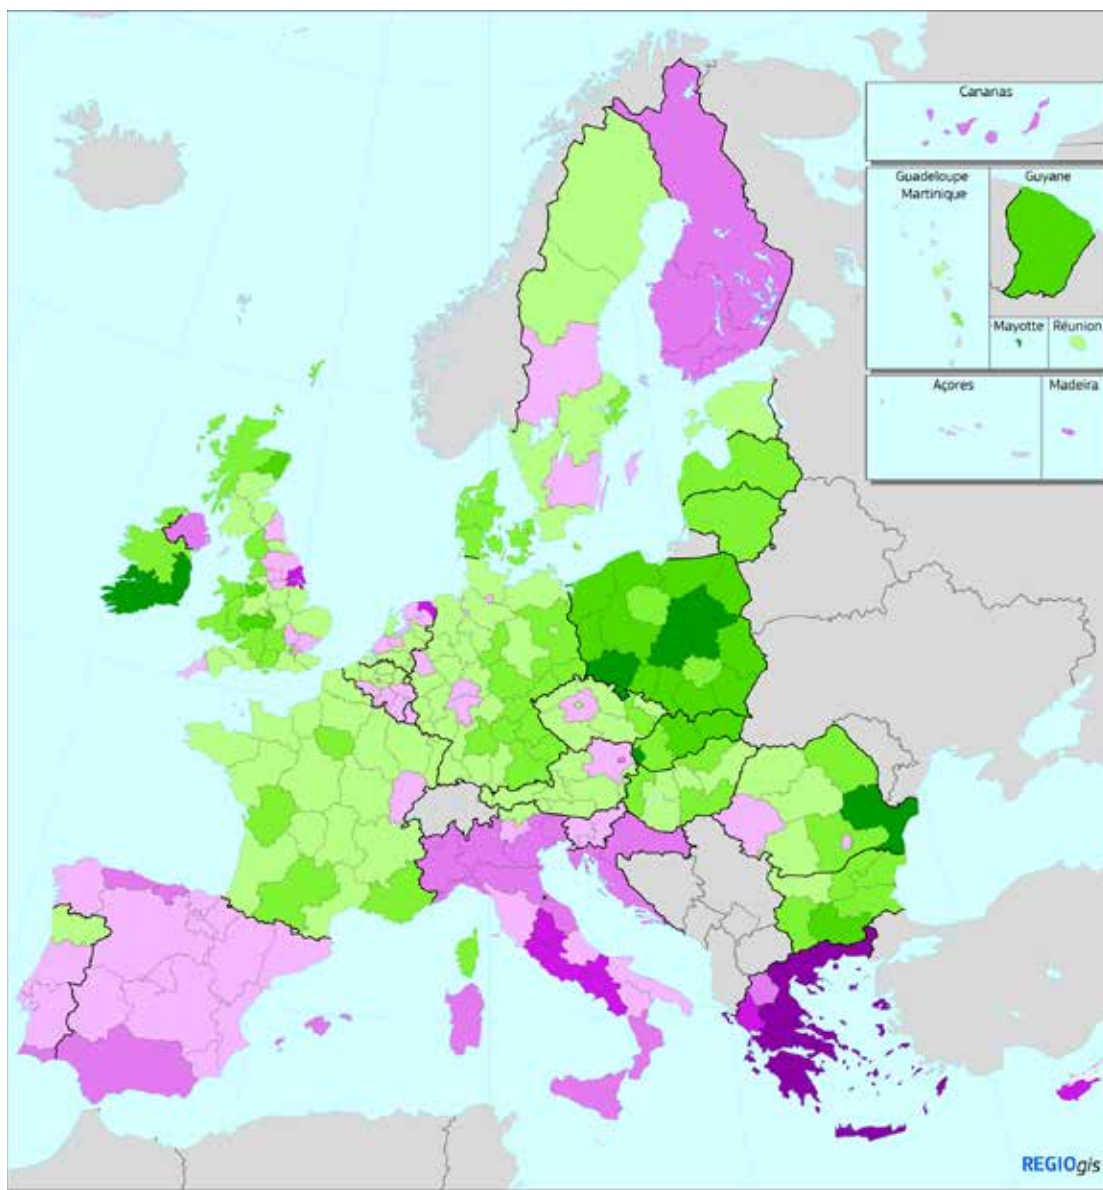 Canarias
Guadeloupe
Martinique
Guyane
Mayotte
Réunion
Açores
Madeira
REGIOgis